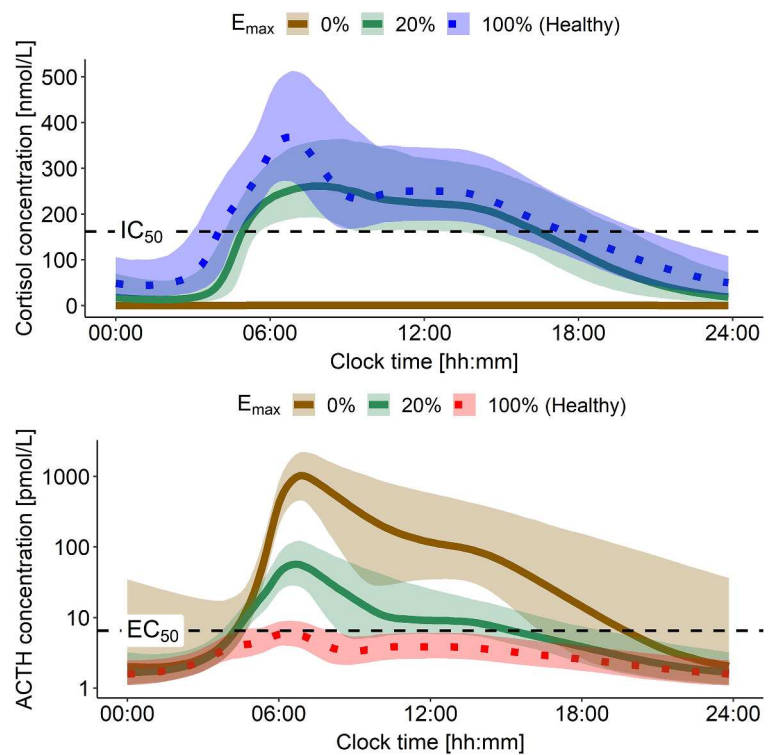 Emax 0% 20% 100% (Healthy)
Cortisol concentration [nmol/L]
500
400
300
200
100
0
IC50
00:00 06:00 12:00 18:00 24:00
Clock time [hh:mm]
Emax 0% 20% 100% (Healthy)
ACTH concentration [pmol/L]
1000
100
10
1
EC50
00:00 06:00 12:00 18:00 24:00
Clock time [hh:mm]